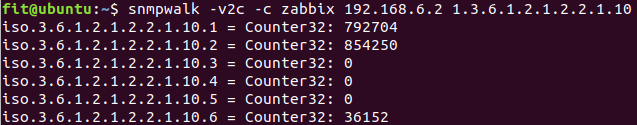 fit@ubuntu:~$ snmpwalk -v2c -c zabbix 192.168.6.2 1.3.6.1.2.1.2.2.1.10
iso.3.6.1.2.1.2.2.1.10.1 = Counter32: 792704
iso.3.6.1.2.1.2.2.1.10.2 = Counter32: 854250
iso.3.6.1.2.1.2.2.1.10.3 = Counter32: 0
iso.3.6.1.2.1.2.2.1.10.4 = Counter32: 0
iso.3.6.1.2.1.2.2.1.10.5 = Counter32: 0
iso.3.6.1.2.1.2.2.1.10.6 = Counter32: 36152